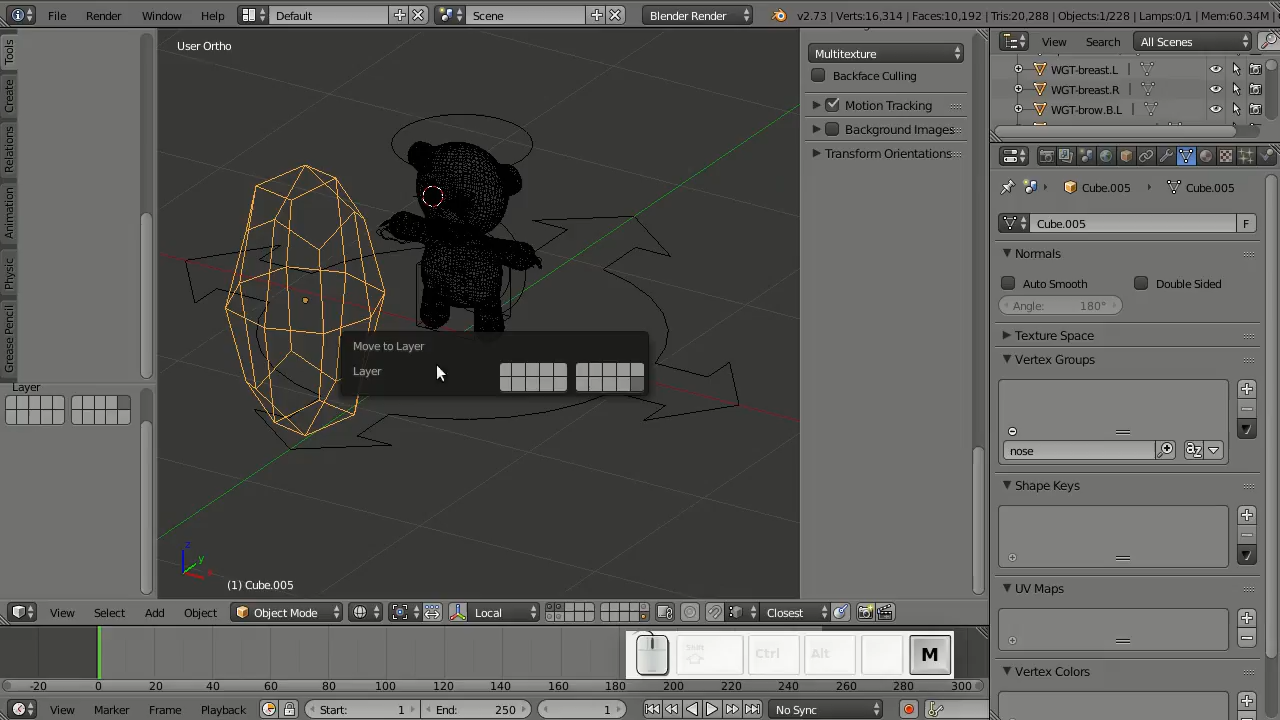 File Render Window Help Default Scene Blender Render v2.73 | Verts:16,314 | Faces:10,192 | Tris:20,288 | Objects:1/228 | Lamps:0/1 | Mem:60.34M
Tools
Create
Relations
Animation
Physic
Grease Pencil
Layer
User Ortho
Move to Layer
Layer
z
y
x
(1) Cube.005
Multitexture
Backface Culling
Motion Tracking
Background Images
Transform Orientations
View Search All Scenes
WGT-breast.L
WGT-breast.R
WGT-brow.B.L
Cube.005 Cube.005
Cube.005 F
Normals
Auto Smooth Double Sided
Angle: 180°
Texture Space
Vertex Groups
nose
Shape Keys
UV Maps
Vertex Colors
View Select Add Object Object Mode Local Closest
Shift Ctrl Alt M
-20 0 20 40 60 80 100 120 140 160 180 200 220 240 260 280 300
View Marker Frame Playback Start: 1 End: 250 1 No Sync